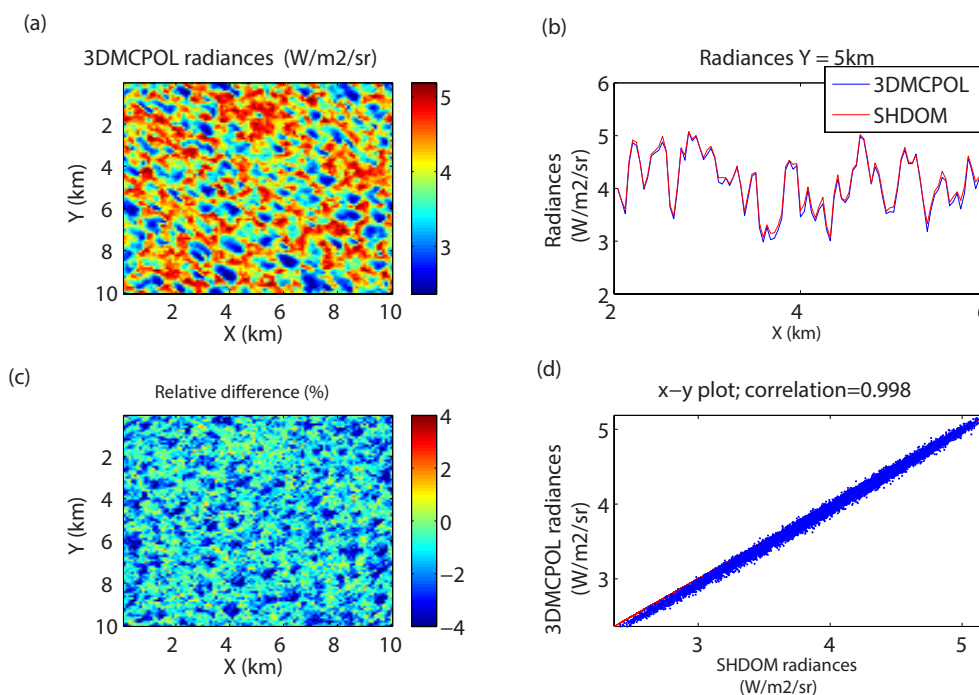 (a)
3DMCPOL radiances (W/m2/sr)
2
4
6
8
10
Y (km)
2 4 6 8 10
X (km)
5
4
3
(b)
Radiances Y = 5km
3DMCPOL
SHDOM
6
5
4
3
2
Radiances
(W/m2/sr)
2 4 6
X (km)
(c)
Relative difference (%)
2
4
6
8
10
Y (km)
2 4 6 8 10
X (km)
4
2
0
−2
−4
(d)
x−y plot; correlation=0.998
5
4
3
3DMCPOL radiances
(W/m2/sr)
3 4 5
SHDOM radiances
(W/m2/sr)